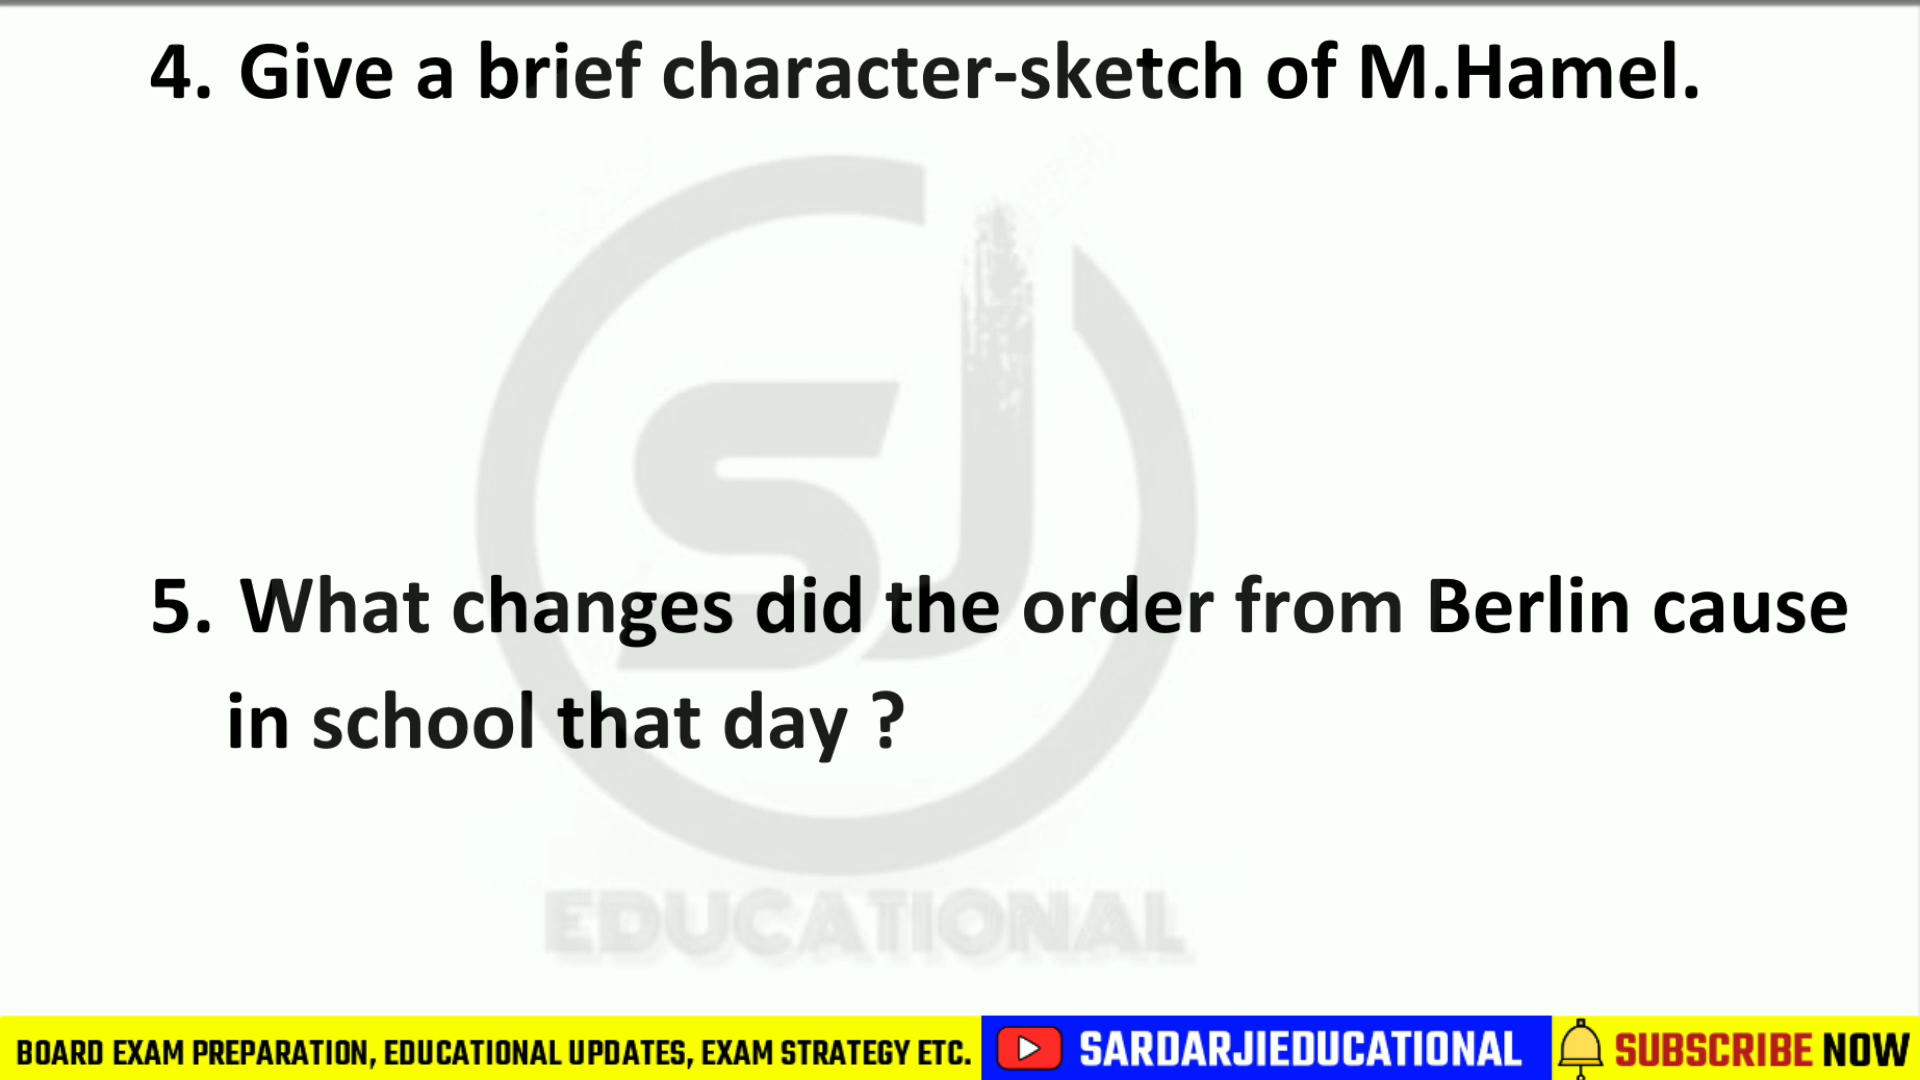 4. Give a brief character-sketch of M.Hamel.
5. What changes did the order from Berlin cause
in school that day ?
SJ
EDUCATIONAL
BOARD EXAM PREPARATION, EDUCATIONAL UPDATES, EXAM STRATEGY ETC. SARDARJIEDUCATIONAL SUBSCRIBE NOW